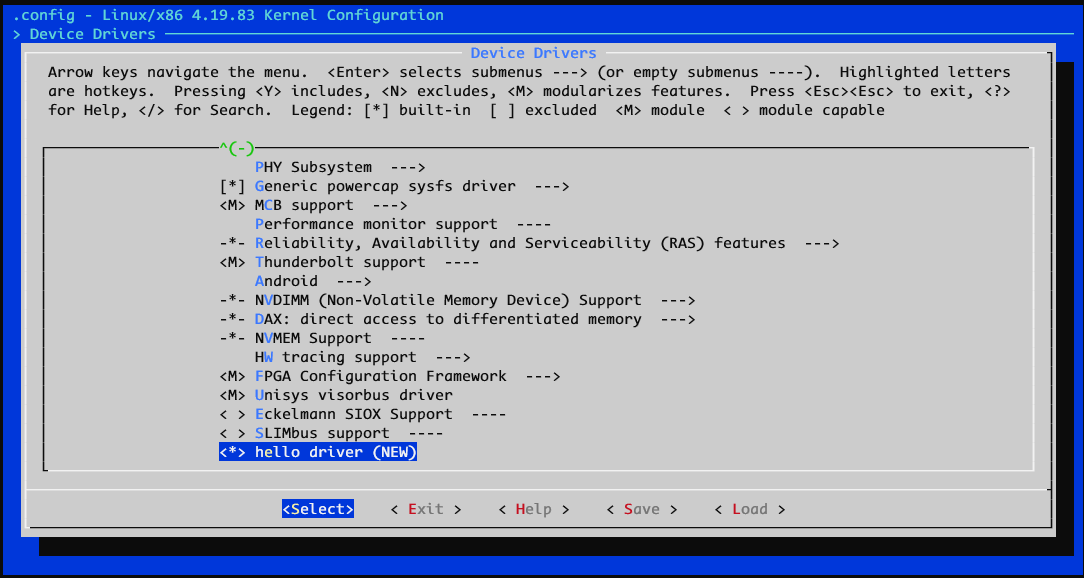 .config - Linux/x86 4.19.83 Kernel Configuration
> Device Drivers
Device Drivers
Arrow keys navigate the menu.  <Enter> selects submenus ---> (or empty submenus ----).  Highlighted letters
are hotkeys.  Pressing <Y> includes, <N> excludes, <M> modularizes features.  Press <Esc><Esc> to exit, <?>
for Help, </> for Search.  Legend: [*] built-in  [ ] excluded  <M> module  < > module capable
^(-)
PHY Subsystem  --->
[*] Generic powercap sysfs driver  --->
<M> MCB support  --->
Performance monitor support  ----
-*- Reliability, Availability and Serviceability (RAS) features  --->
<M> Thunderbolt support  ----
Android  --->
-*- NVDIMM (Non-Volatile Memory Device) Support  --->
-*- DAX: direct access to differentiated memory  --->
-*- NVMEM Support  ----
HW tracing support  --->
<M> FPGA Configuration Framework  --->
<M> Unisys visorbus driver
< > Eckelmann SIOX Support  ----
< > SLIMbus support  ----
<*> hello driver (NEW)
<Select>    < Exit >    < Help >    < Save >    < Load >